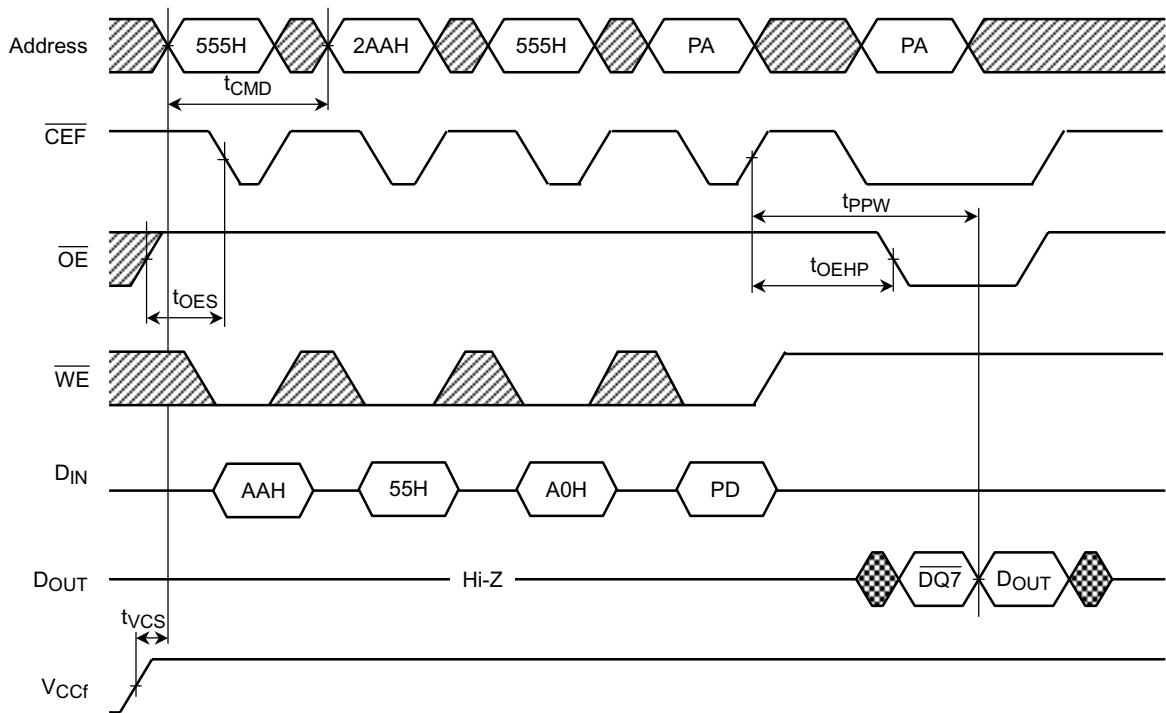 Address 555H 2AAH 555H PA PA
tCMD
CEF
tPPW
OE
tOEHP
tOES
WE
DIN AAH 55H A0H PD
DOUT Hi-Z DQ7 DOUT
tVCS
VCCf